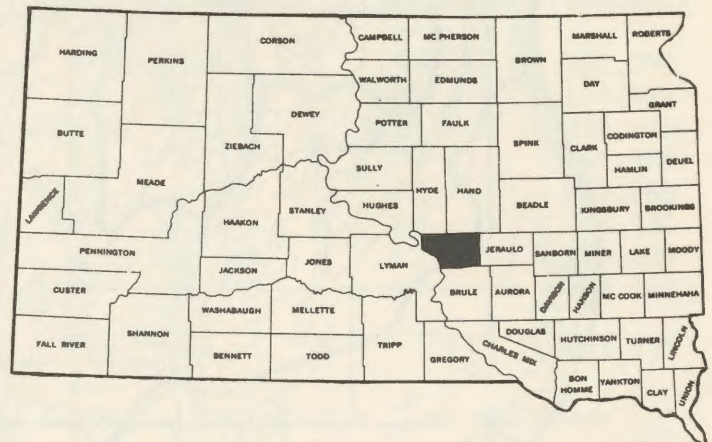 HARDING
PERKINS
CORSON
CAMPBELL
MC PHERSON
BROWN
MARSHALL
ROBERTS
WALWORTH
EDMUNDS
DAY
GRANT
BUTTE
ZIEBACH
DEWEY
POTTER
FAULK
SPINK
CLARK
CODINGTON
HAMLIN
DEUEL
LAWRENCE
MEADE
SULLY
HYDE
HAND
BEADLE
KINGSBURY
BROOKINGS
HAAKON
STANLEY
HUGHES
PENNINGTON
JACKSON
JONES
LYMAN
JERAULO
SANBORN
MINER
LAKE
MOODY
CUSTER
WASHABAUGH
MELLETTE
BRULE
AURORA
DAVISON
HANSON
MC COOK
MINNEHAHA
FALL RIVER
SHANNON
BENNETT
TODD
TRIPP
GREGORY
CHARLES MIX
DOUGLAS
HUTCHINSON
TURNER
LINCOLN
BON
HOMME
YANKTON
CLAY
UNION